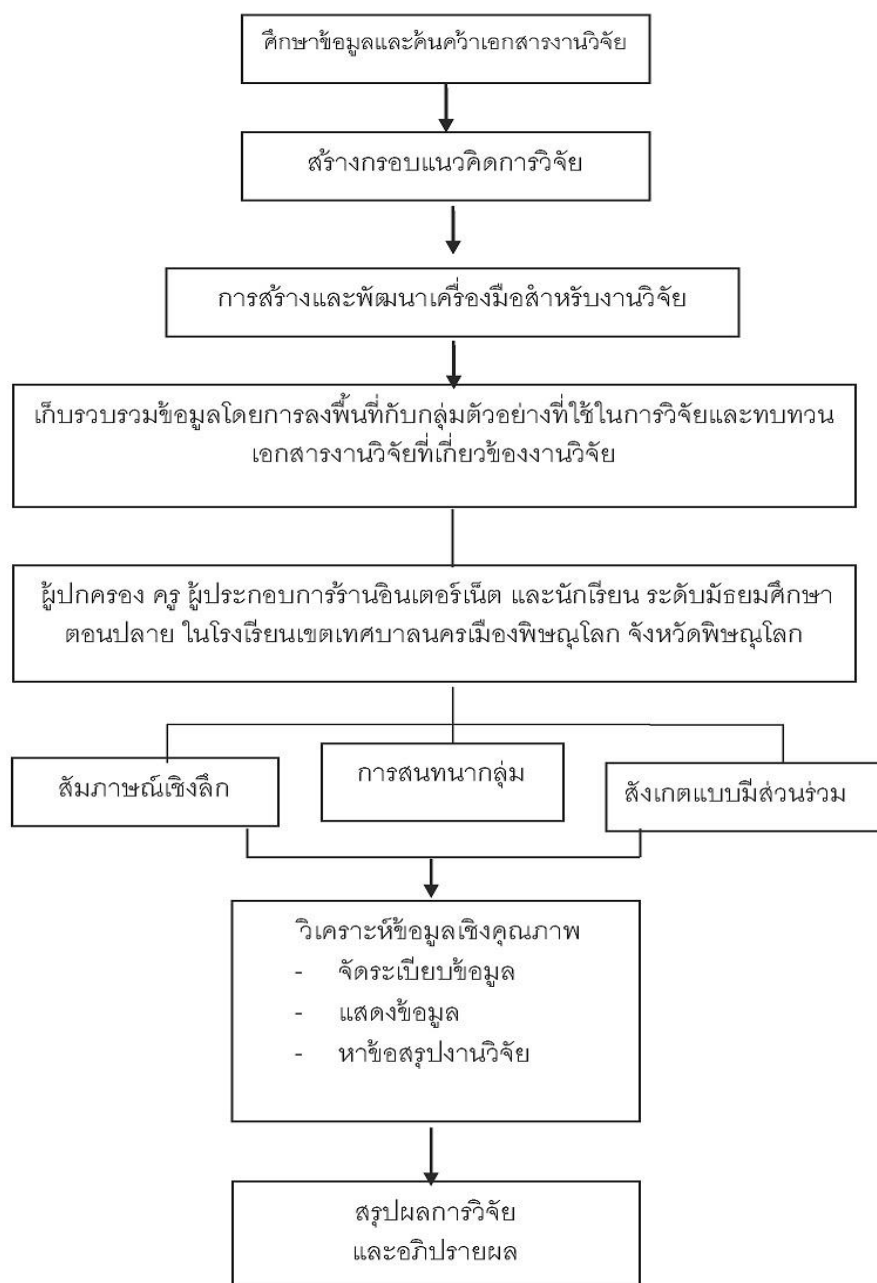 ศึกษาข้อมูลและค้นคว้าเอกสารงานวิจัย
สร้างกรอบแนวคิดการวิจัย
การสร้างและพัฒนาเครื่องมือสำหรับงานวิจัย
เก็บรวบรวมข้อมูลโดยการลงพื้นที่กับกลุ่มตัวอย่างที่ใช้ในการวิจัยและทบทวน
เอกสารงานวิจัยที่เกี่ยวข้องงานวิจัย
ผู้ปกครอง ครู ผู้ประกอบการร้านอินเตอร์เน็ต และนักเรียน ระดับมัธยมศึกษา
ตอนปลาย ในโรงเรียนเขตเทศบาลนครเมืองพิษณุโลก จังหวัดพิษณุโลก
สัมภาษณ์เชิงลึก
การสนทนากลุ่ม
สังเกตแบบมีส่วนร่วม
วิเคราะห์ข้อมูลเชิงคุณภาพ
- จัดระเบียบข้อมูล
- แสดงข้อมูล
- หาข้อสรุปงานวิจัย
สรุปผลการวิจัย
และอภิปรายผล